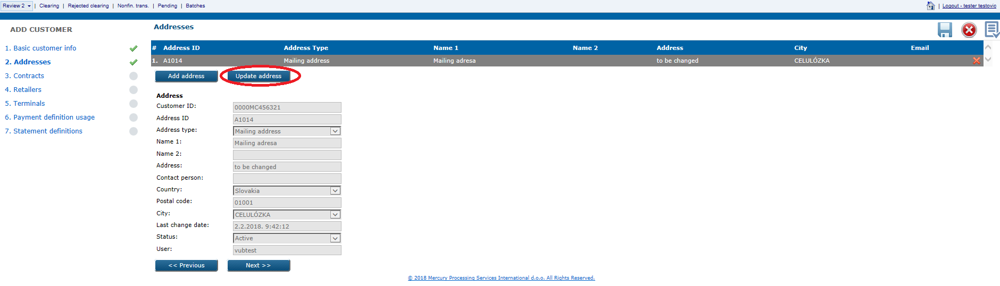 Review 2 | Clearing | Rejected clearing | Nonfin. trans. | Pending | Batches | Logout - tester testovic
ADD CUSTOMER
1. Basic customer info
2. Addresses
3. Contracts
4. Retailers
5. Terminals
6. Payment definition usage
7. Statement definitions
Addresses
# Address ID Address Type Name 1 Name 2 Address City Email
1. A1014 Mailing address Mailing adresa to be changed CELULÓZKA
Add address Update address
Address
Customer ID: 0000MC456321
Address ID A1014
Address type: Mailing address
Name 1: Mailing adresa
Name 2:
Address: to be changed
Contact person:
Country: Slovakia
Postal code: 01001
City: CELULÓZKA
Last change date: 2.2.2018. 9:42:12
Status: Active
User: vubtest
<< Previous Next >>
© 2018 Mercury Processing Services International d.o.o. All Rights Reserved.